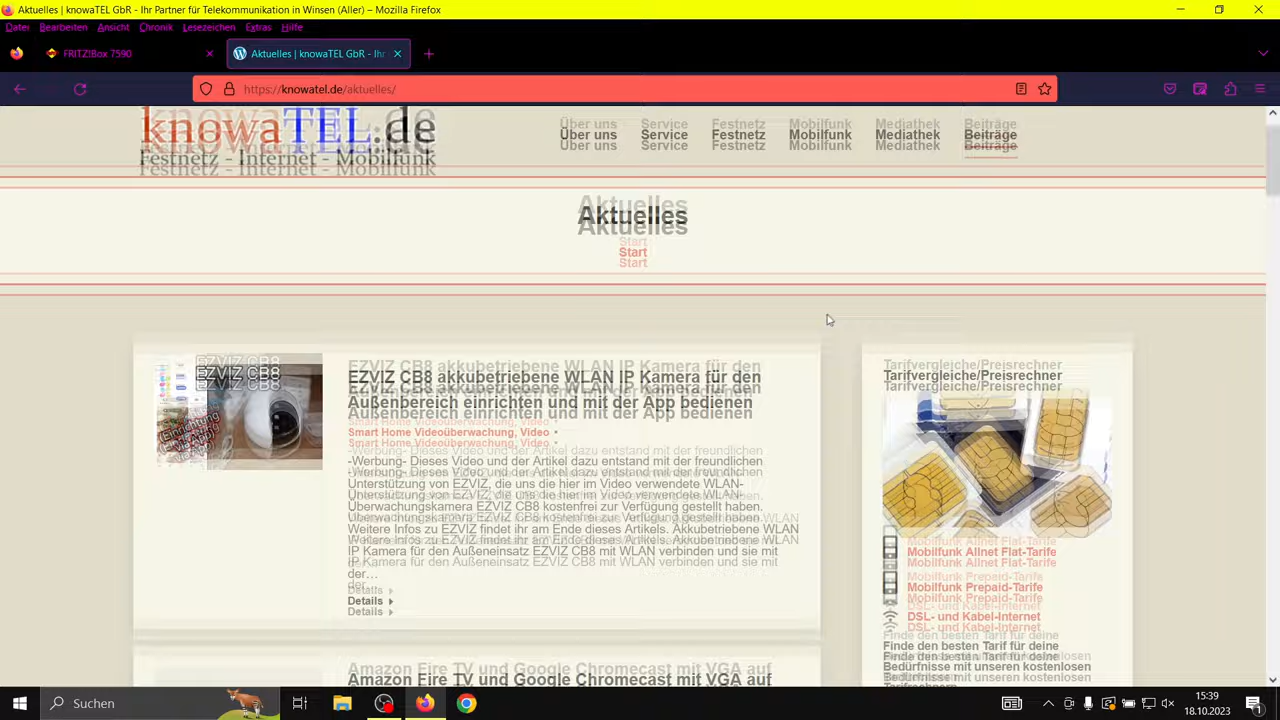 Aktuelles | knowaTEL GbR - Ihr Partner für Telekommunikation in Winsen (Aller) – Mozilla Firefox
Datei Bearbeiten Ansicht Chronik Lesezeichen Extras Hilfe
FRITZ!Box 7590
Aktuelles | knowaTEL GbR - Ihr
https://knowatel.de/aktuelles/
knowaTEL.de
Festnetz - Internet - Mobilfunk
Über uns Service Festnetz Mobilfunk Mediathek Beiträge
Aktuelles
Start
EZVIZ CB8
EZVIZ CB8 akkubetriebene WLAN IP Kamera für den
Außenbereich einrichten und mit der App bedienen
Smart Home Videoüberwachung, Video •
-Werbung- Dieses Video und der Artikel dazu entstand mit der freundlichen
Unterstützung von EZVIZ, die uns die hier im Video verwendete WLAN-
Überwachungskamera EZVIZ CB8 kostenfrei zur Verfügung gestellt haben.
Weitere Infos zu EZVIZ findet ihr am Ende dieses Artikels. Akkubetriebene WLAN
IP Kamera für den Außeneinsatz EZVIZ CB8 mit WLAN verbinden und sie mit
der…
Details
Amazon Fire TV und Google Chromecast mit VGA auf
Tarifvergleiche/Preisrechner
Mobilfunk Allnet Flat-Tarife
Mobilfunk Prepaid-Tarife
DSL- und Kabel-Internet
Finde den besten Tarif für deine
Bedürfnisse mit unseren kostenlosen
Tarifrechnern
Suchen
15:39
18.10.2023
1